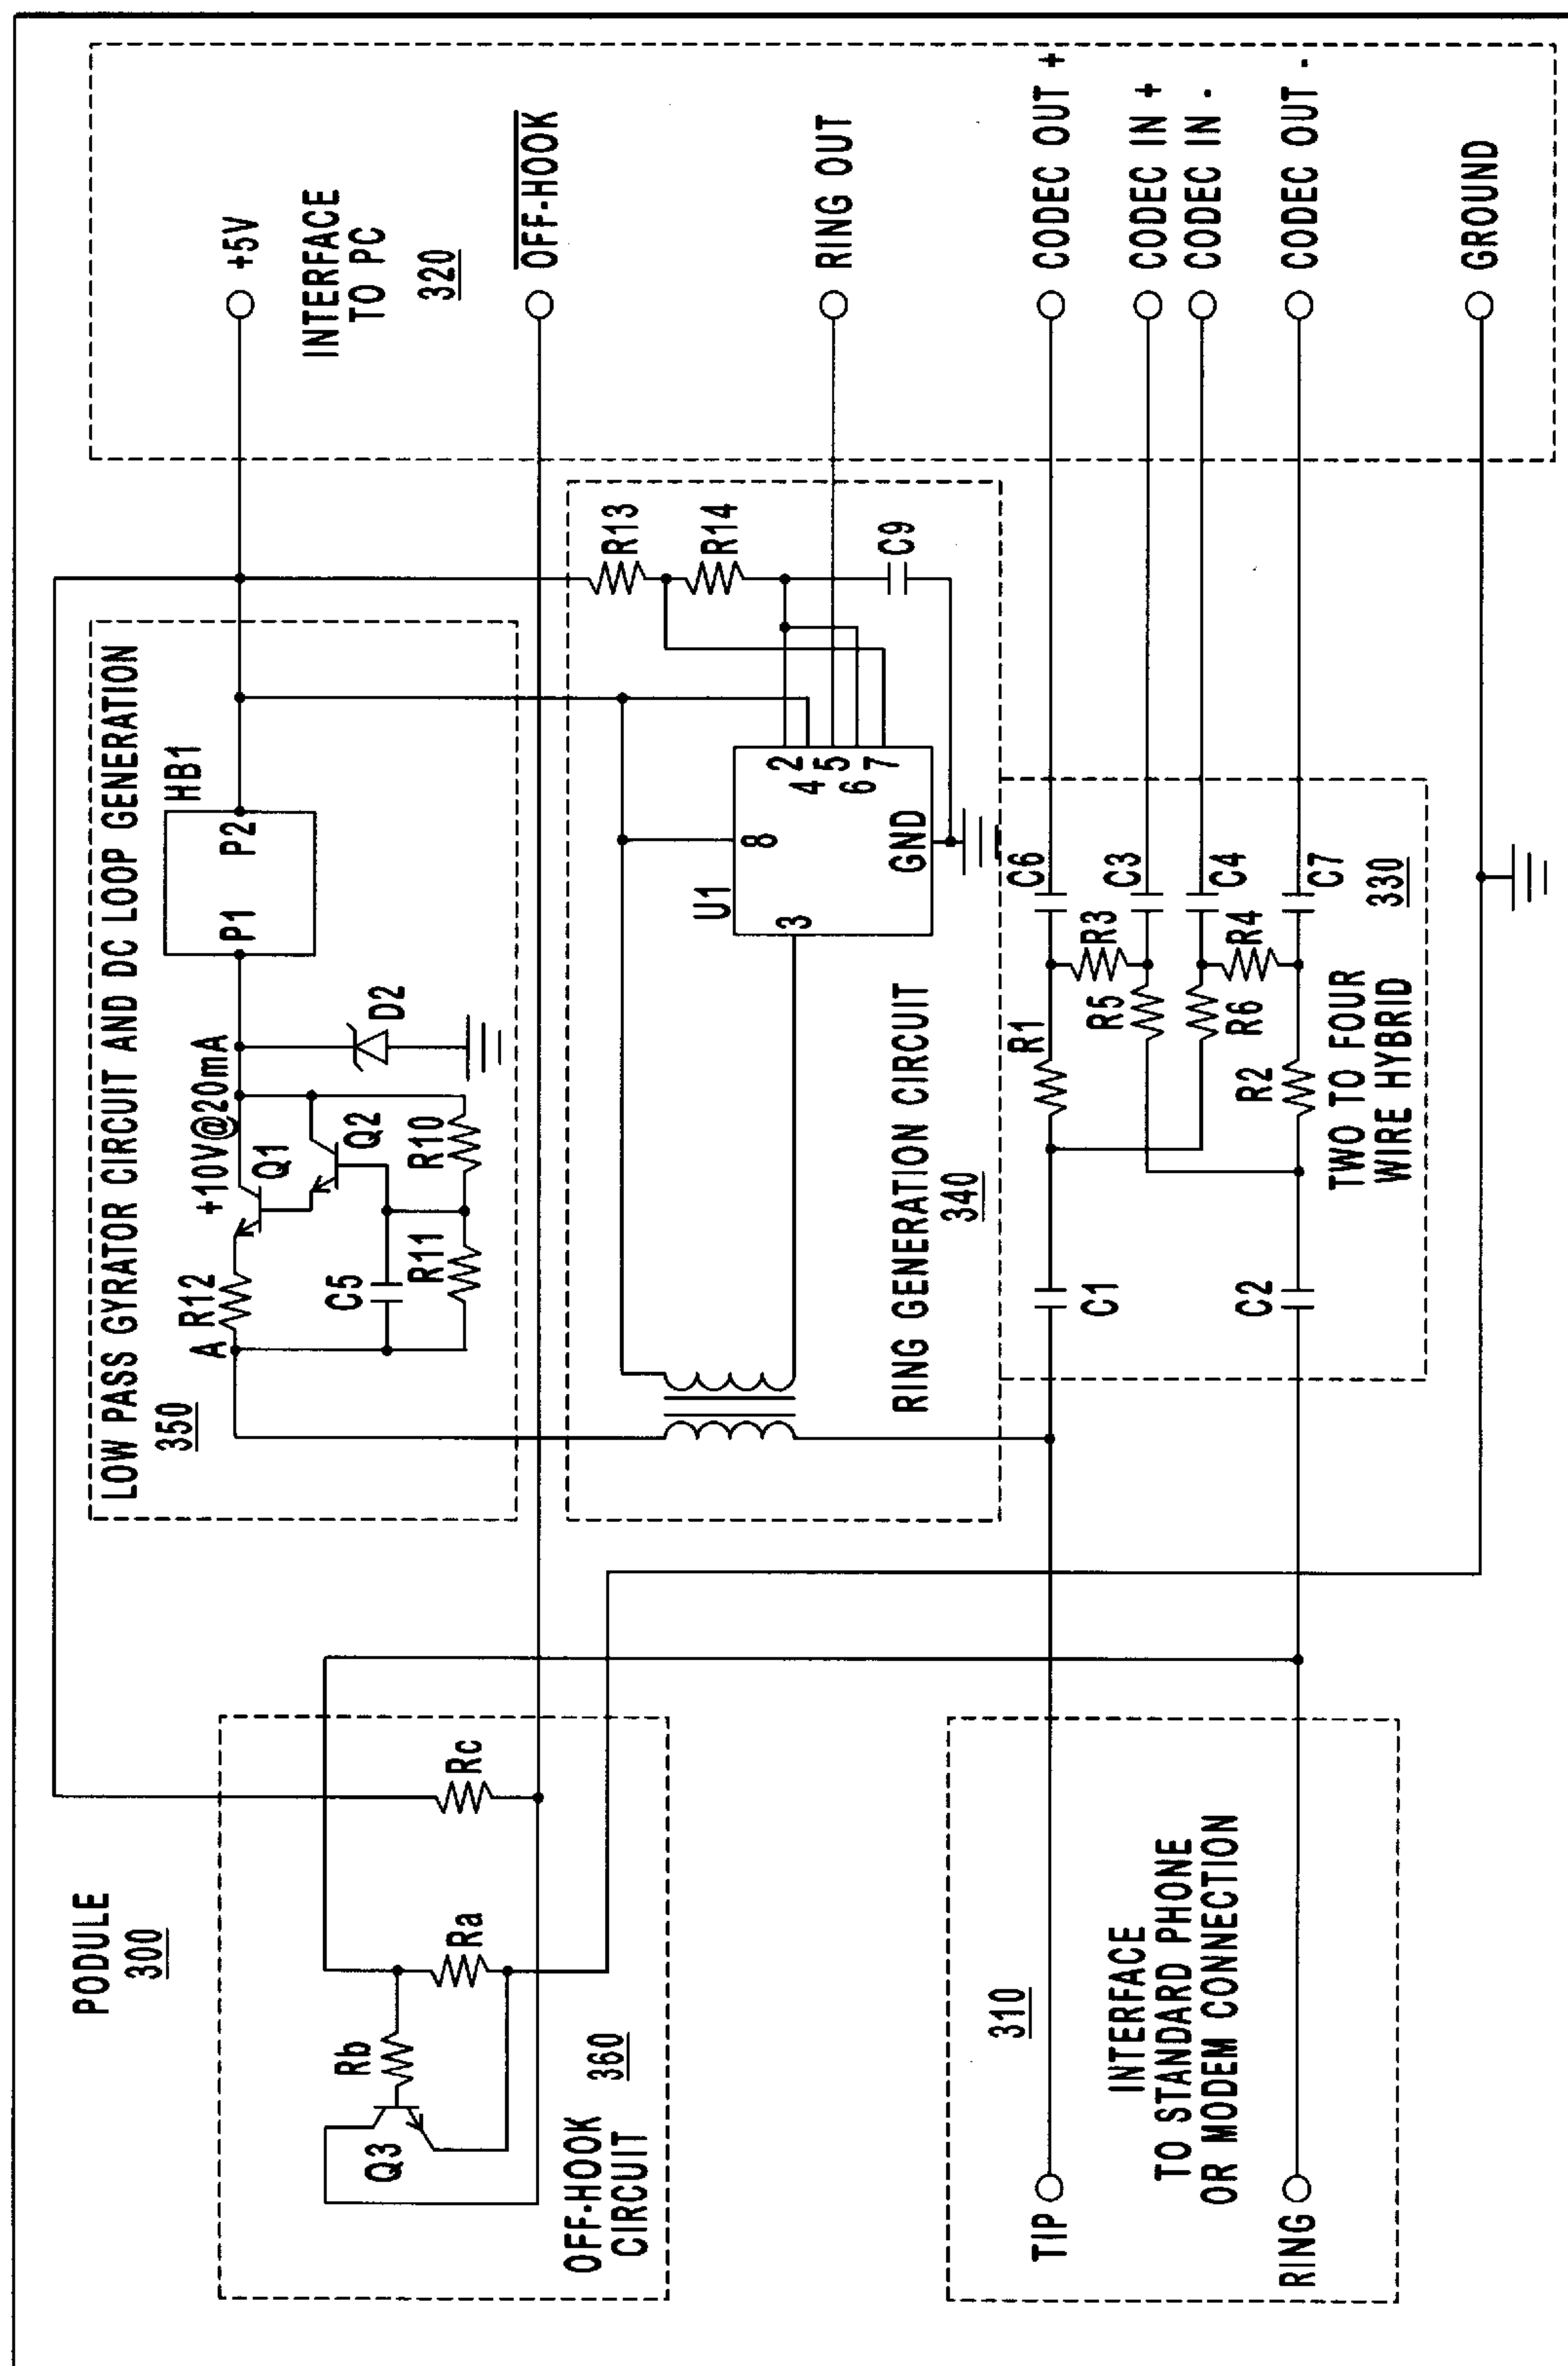 PODULE
300
LOW PASS GYRATOR CIRCUIT AND DC LOOP GENERATION
350
A
R12
+10V@20mA
Q1
Q2
C5
R11
R10
D2
HB1
P1
P2
+5V
INTERFACE
TO PC
320
OFF-HOOK
RING OUT
CODEC OUT +
CODEC IN +
CODEC IN -
CODEC OUT -
GROUND
R13
R14
C9
U1
8
3
2
4
5
6
7
GND
RING GENERATION CIRCUIT
340
C1
C2
R1
R2
R3
R4
R5
R6
C6
C3
C4
C7
330
TWO TO FOUR
WIRE HYBRID
Rc
Ra
Rb
Q3
OFF-HOOK
CIRCUIT
360
310
INTERFACE
TO STANDARD PHONE
OR MODEM CONNECTION
TIP
RING